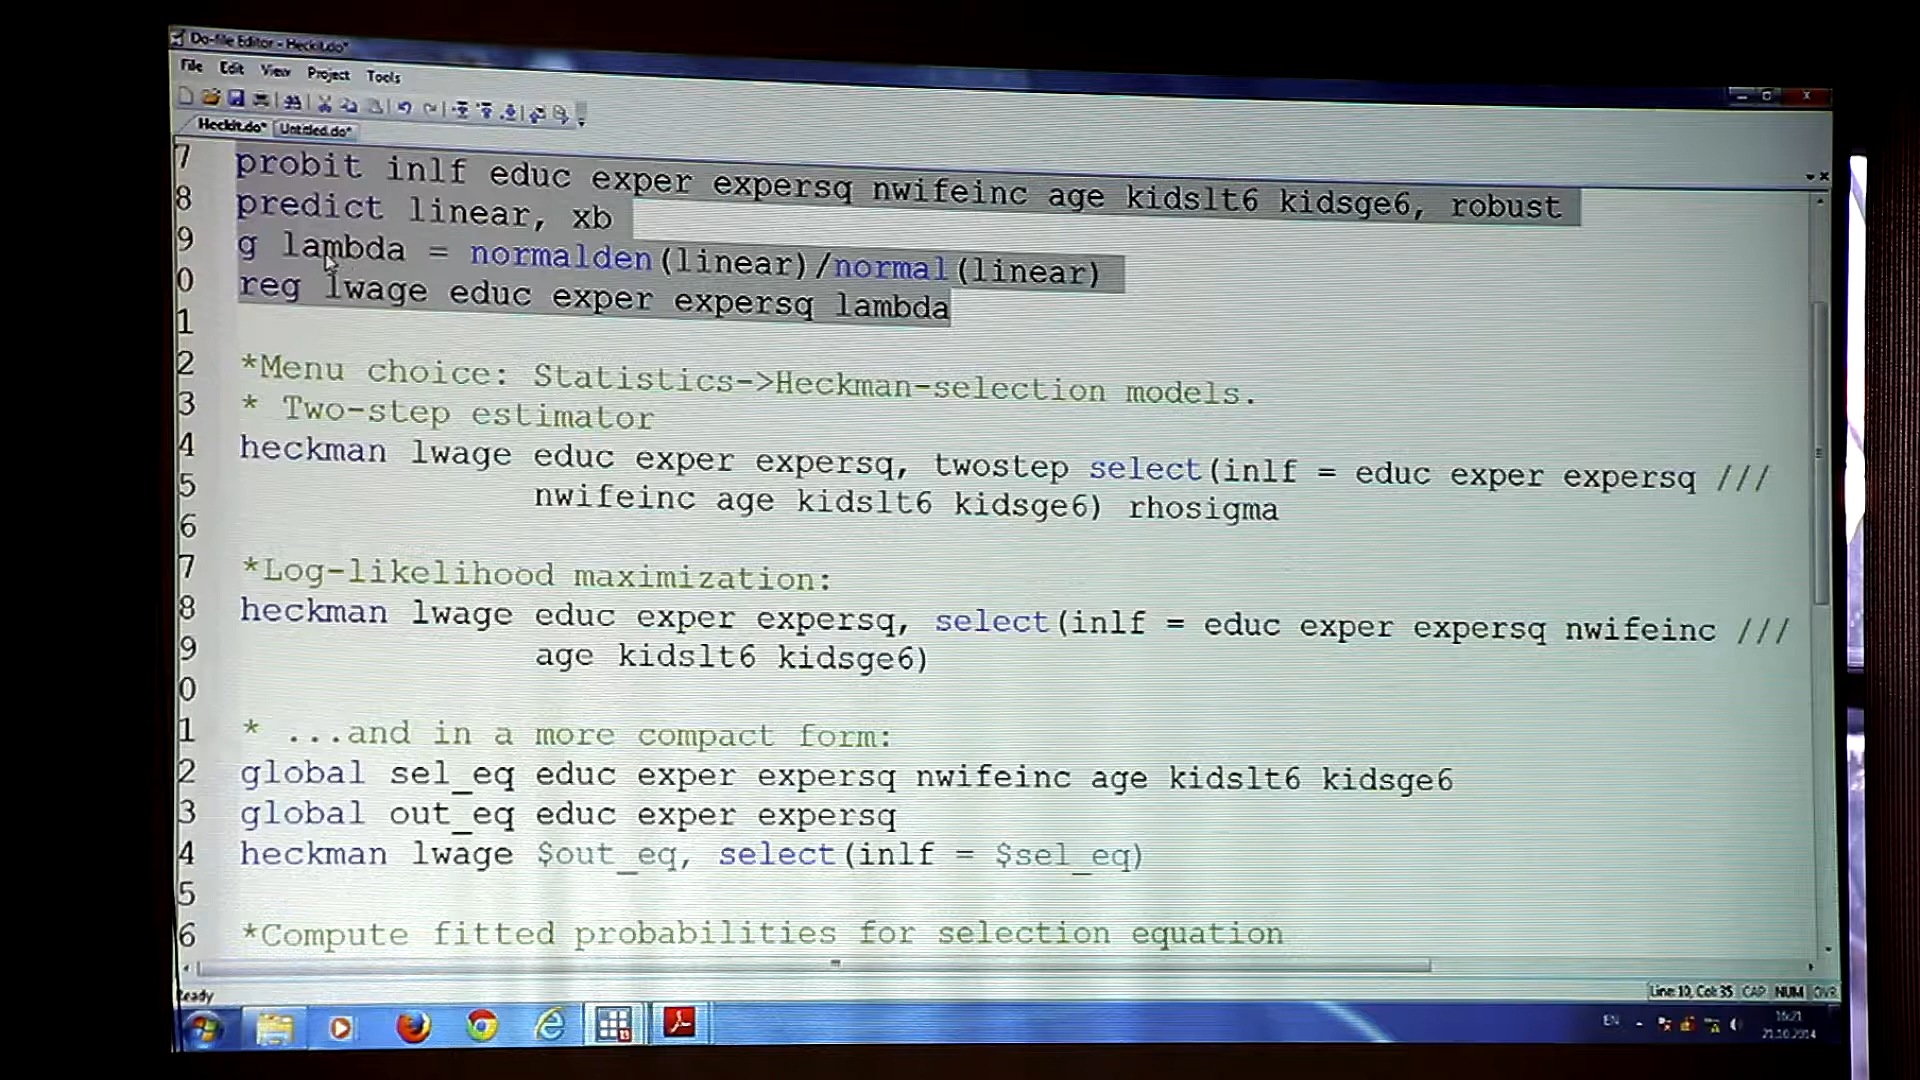 Do-file Editor - Heckit.do*
File Edit View Project Tools
Heckit.do* Untitled.do*
7 probit inlf educ exper expersq nwifeinc age kidslt6 kidsge6, robust
8 predict linear, xb
9 g lambda = normalden(linear)/normal(linear)
0 reg lwage educ exper expersq lambda
1
2 *Menu choice: Statistics->Heckman-selection models.
3 * Two-step estimator
4 heckman lwage educ exper expersq, twostep select(inlf = educ exper expersq ///
5 nwifeinc age kidslt6 kidsge6) rhosigma
6
7 *Log-likelihood maximization:
8 heckman lwage educ exper expersq, select(inlf = educ exper expersq nwifeinc ///
9 age kidslt6 kidsge6)
0
1 * ...and in a more compact form:
2 global sel_eq educ exper expersq nwifeinc age kidslt6 kidsge6
3 global out_eq educ exper expersq
4 heckman lwage $out_eq, select(inlf = $sel_eq)
5
6 *Compute fitted probabilities for selection equation
Ready Line: 10, Col: 35 CAP NUM OVR
EN 16:21
21.10.2014